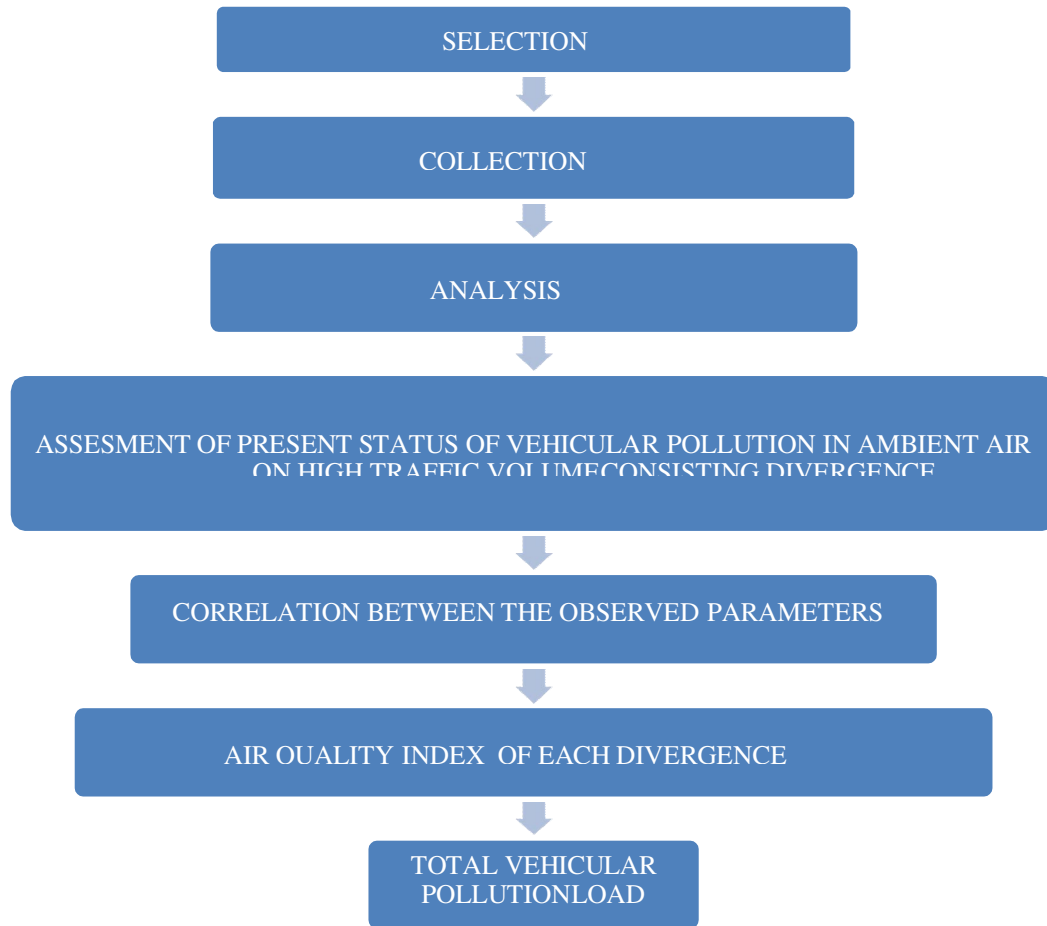 SELECTION
COLLECTION
ANALYSIS
ASSESMENT OF PRESENT STATUS OF VEHICULAR POLLUTION IN AMBIENT AIR
ON HIGH TRAFFIC VOLUMECONSISTING DIVERGENCE
CORRELATION BETWEEN THE OBSERVED PARAMETERS
AIR QUALITY INDEX OF EACH DIVERGENCE
TOTAL VEHICULAR
POLLUTIONLOAD